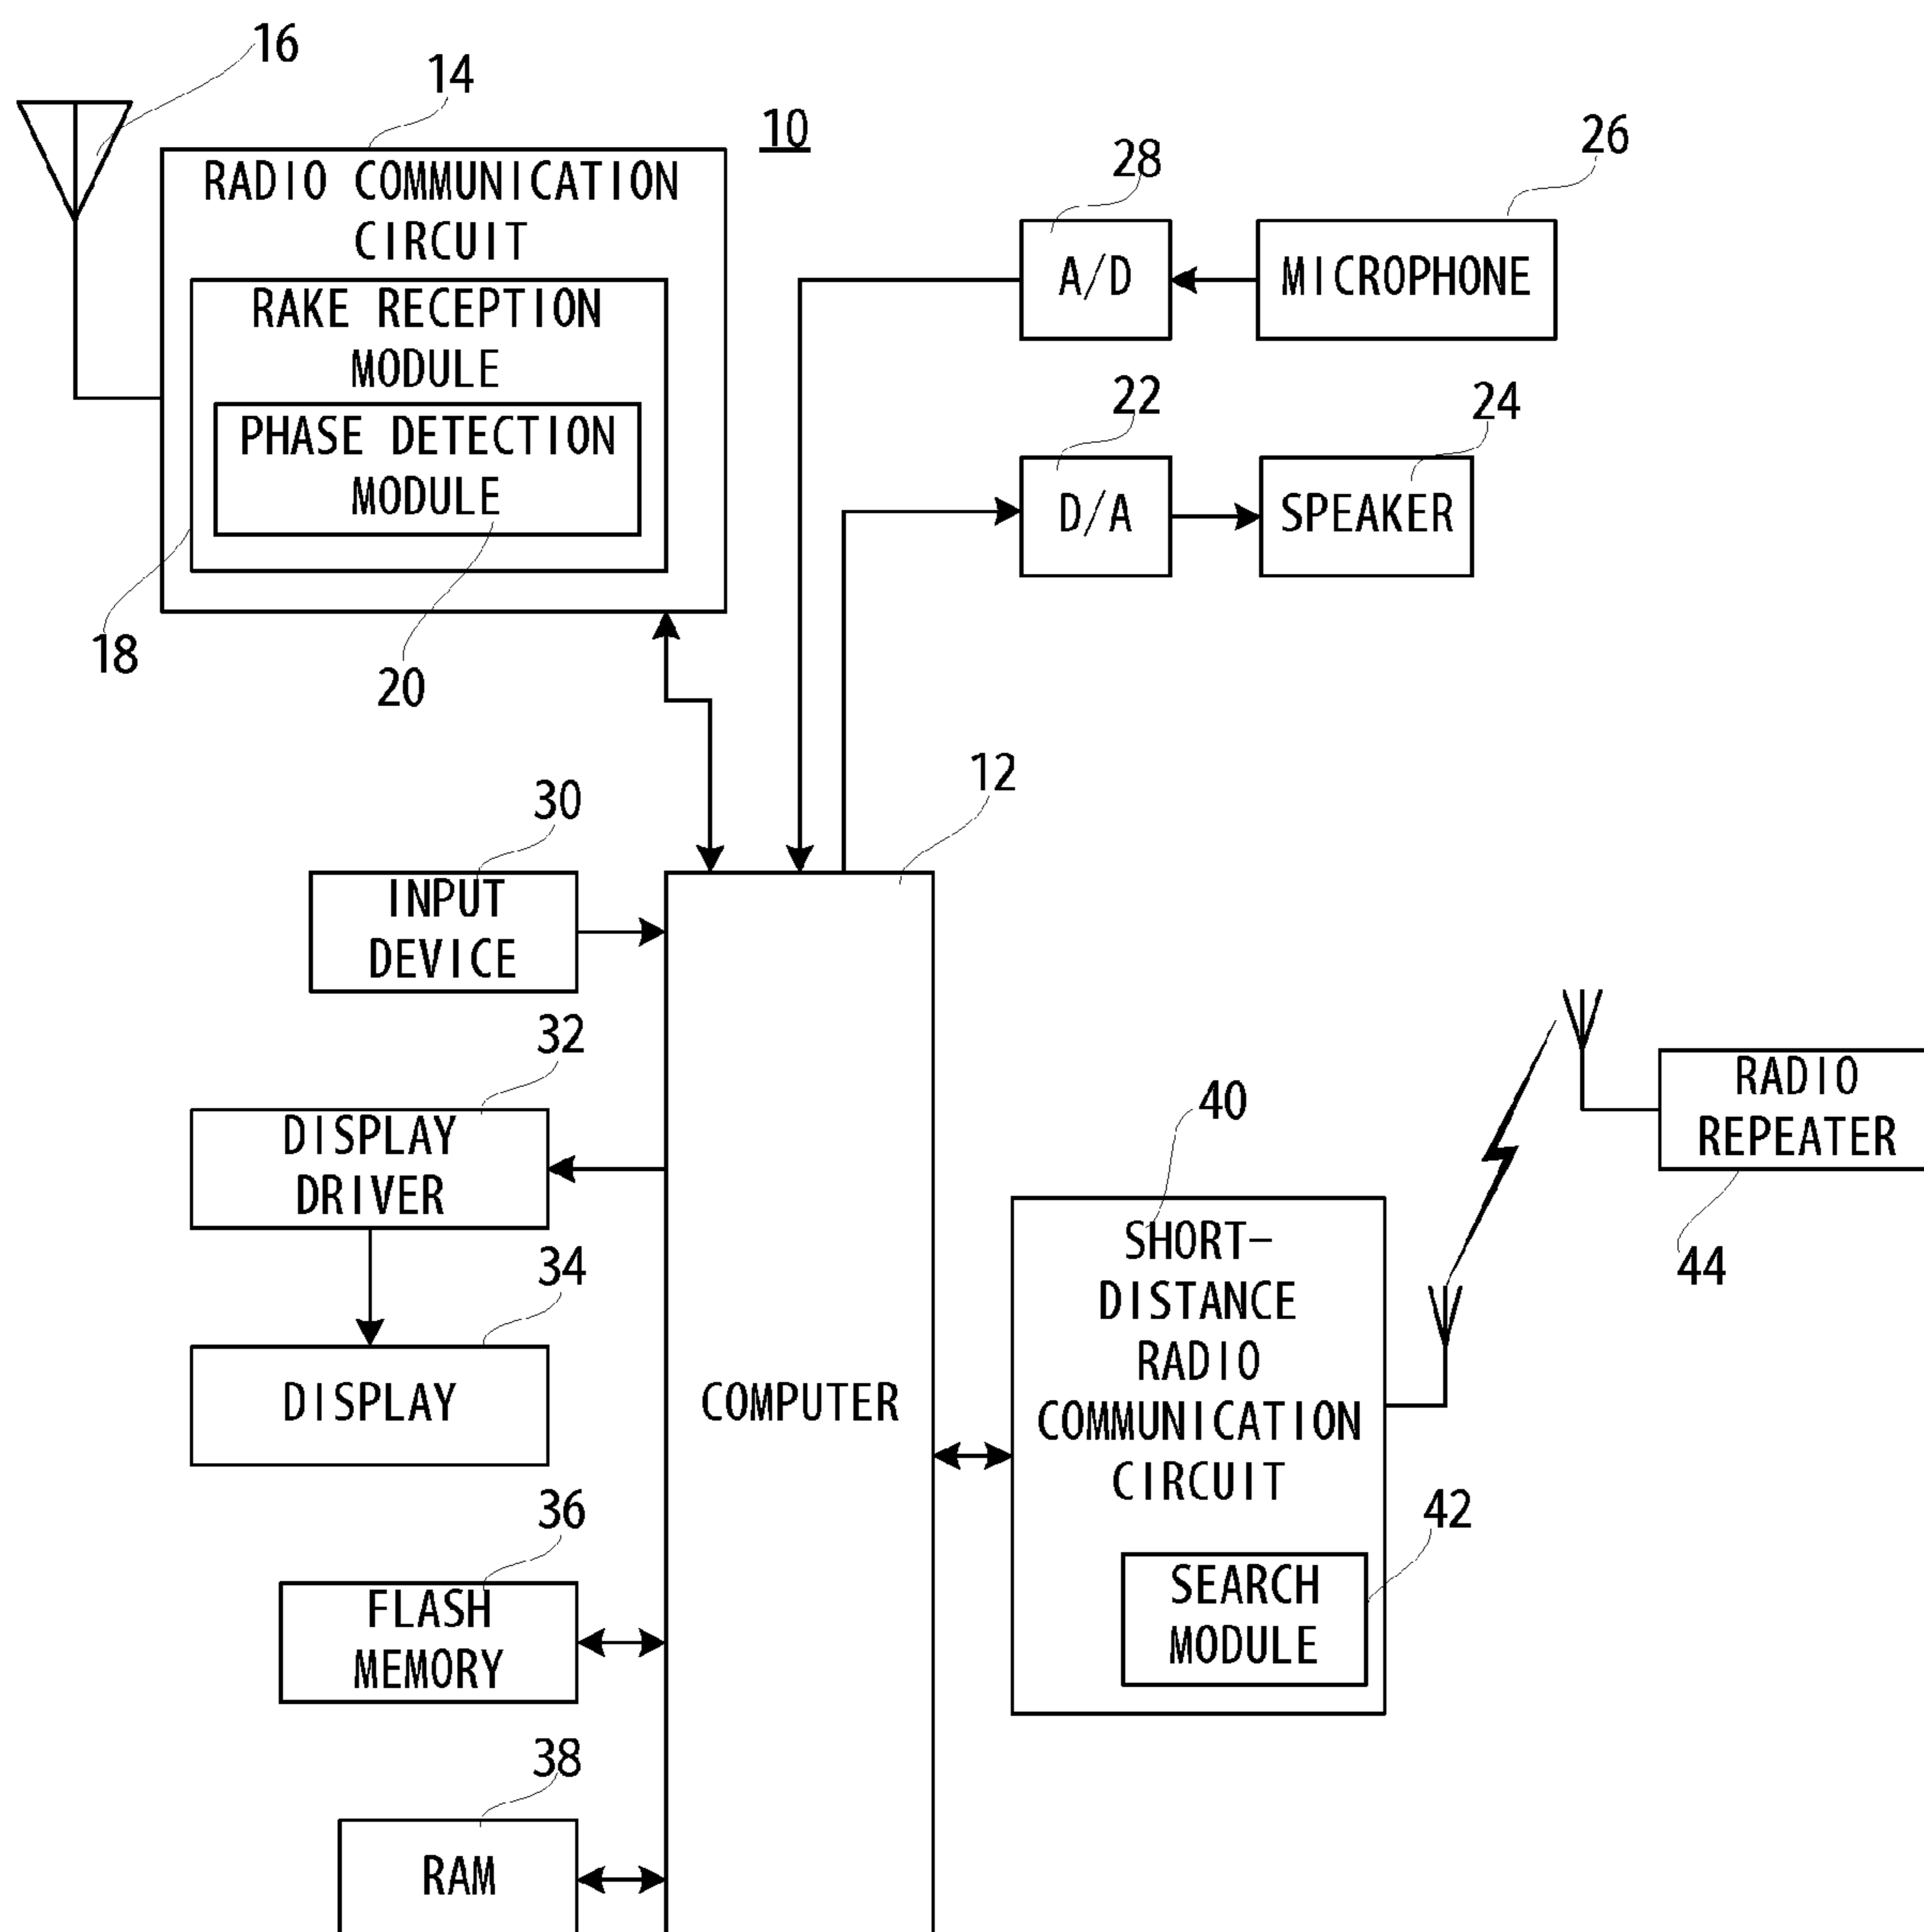 16
14
10
RADIO COMMUNICATION
CIRCUIT
RAKE RECEPTION
MODULE
PHASE DETECTION
MODULE
18
20
28
A/D
26
MICROPHONE
22
D/A
24
SPEAKER
12
COMPUTER
30
INPUT
DEVICE
32
DISPLAY
DRIVER
34
DISPLAY
36
FLASH
MEMORY
38
RAM
40
SHORT-
DISTANCE
RADIO
COMMUNICATION
CIRCUIT
42
SEARCH
MODULE
RADIO
REPEATER
44